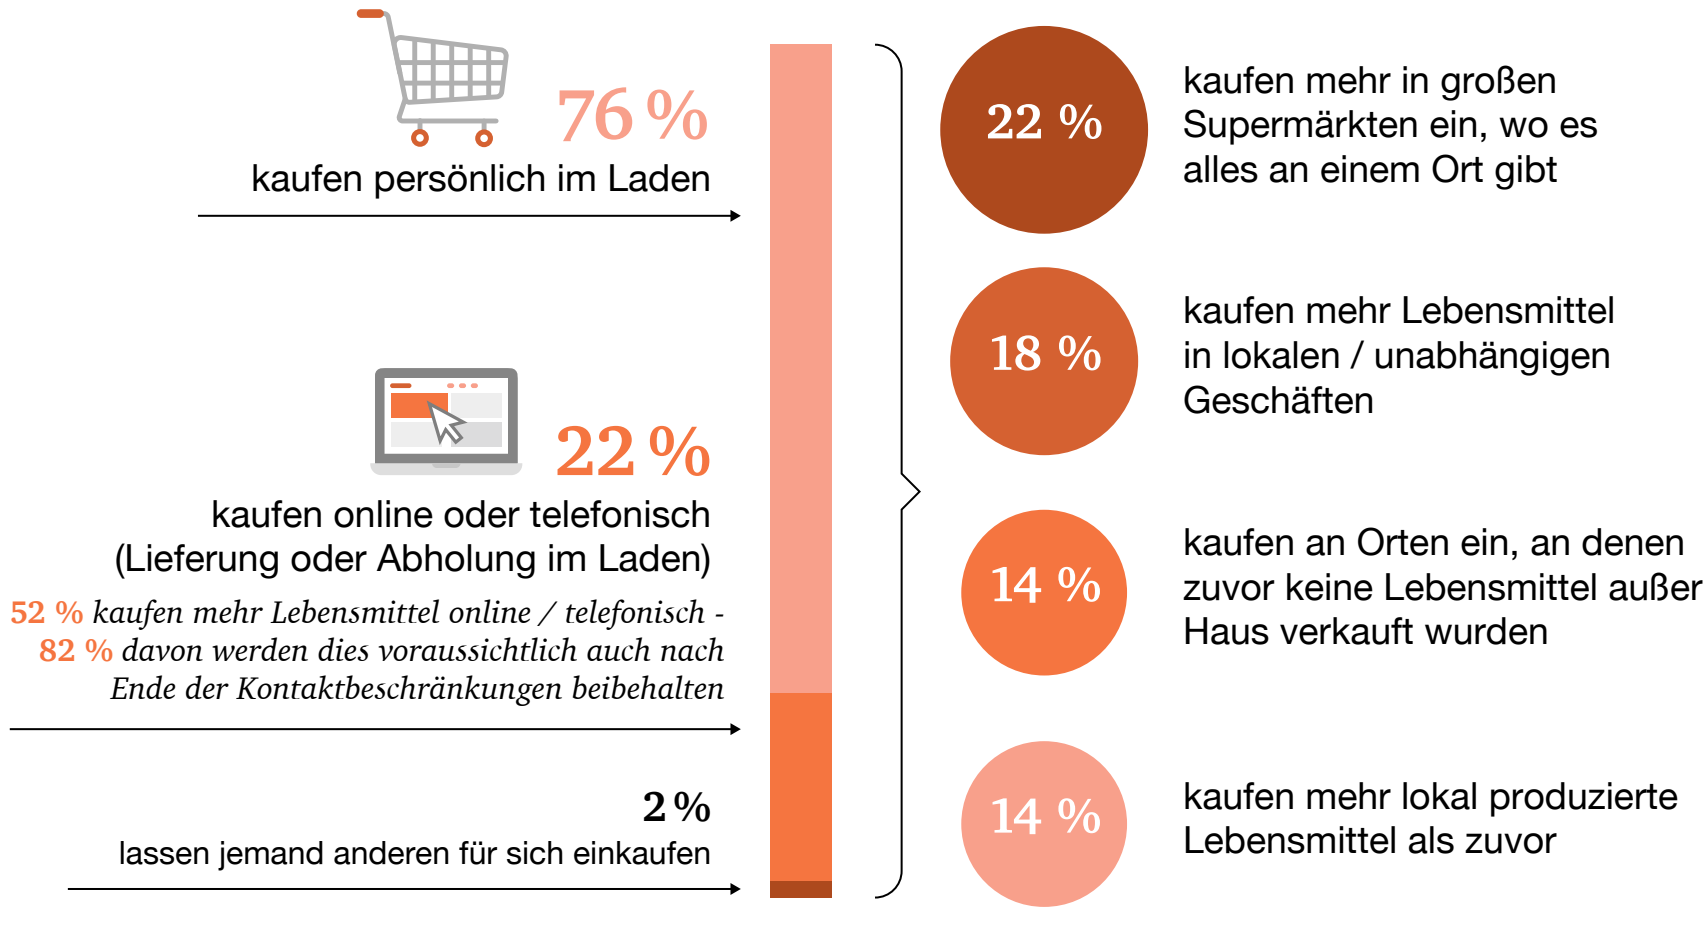 76 %
kaufen persönlich im Laden
22 %
kaufen online oder telefonisch
(Lieferung oder Abholung im Laden)
52 % kaufen mehr Lebensmittel online / telefonisch -
82 % davon werden dies voraussichtlich auch nach
Ende der Kontaktbeschränkungen beibehalten
2 %
lassen jemand anderen für sich einkaufen
22 %
kaufen mehr in großen
Supermärkten ein, wo es
alles an einem Ort gibt
18 %
kaufen mehr Lebensmittel
in lokalen / unabhängigen
Geschäften
14 %
kaufen an Orten ein, an denen
zuvor keine Lebensmittel außer
Haus verkauft wurden
14 %
kaufen mehr lokal produzierte
Lebensmittel als zuvor